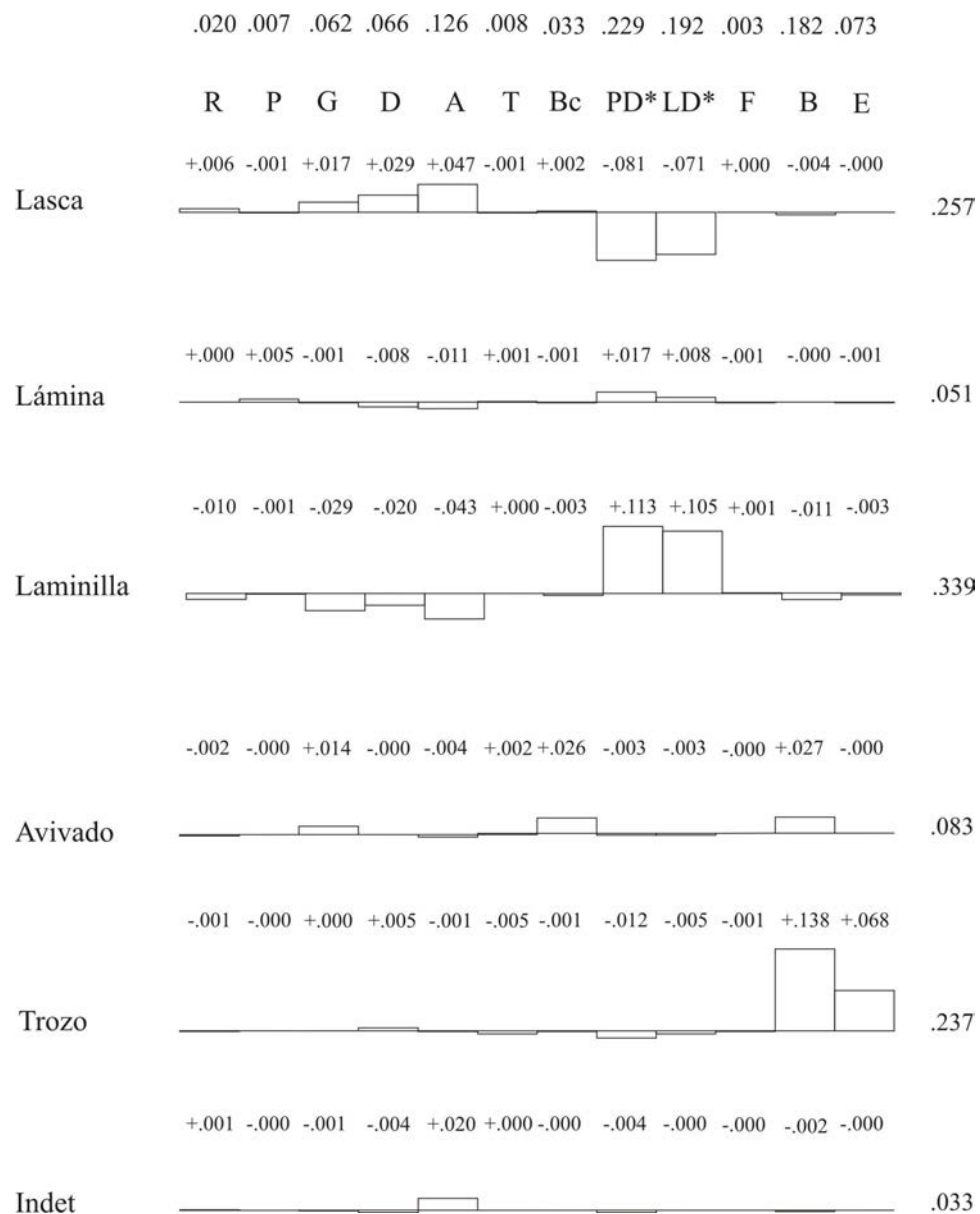 .020 .007 .062 .066 .126 .008 .033 .229 .192 .003 .182 .073
R P G D A T Bc PD* LD* F B E
+.006 -.001 +.017 +.029 +.047 -.001 +.002 -.081 -.071 +.000 -.004 -.000
Lasca .257
+.000 +.005 -.001 -.008 -.011 +.001 -.001 +.017 +.008 -.001 -.000 -.001
Lámina .051
-.010 -.001 -.029 -.020 -.043 +.000 -.003 +.113 +.105 +.001 -.011 -.003
Laminilla .339
-.002 -.000 +.014 -.000 -.004 +.002 +.026 -.003 -.003 -.000 +.027 -.000
Avivado .083
-.001 -.000 +.000 +.005 -.001 -.005 -.001 -.012 -.005 -.001 +.138 +.068
Trozo .237
+.001 -.000 -.001 -.004 +.020 +.000 -.000 -.004 -.000 -.000 -.002 -.000
Indet .033